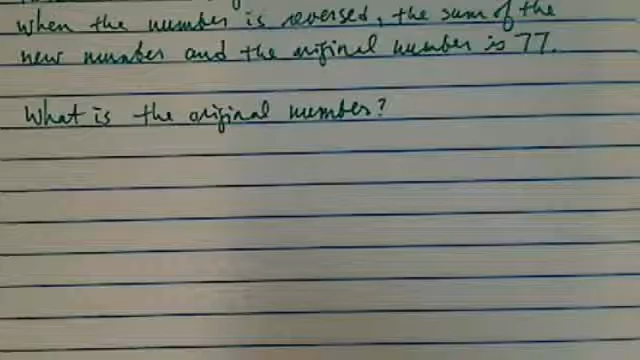 When the number is reversed, the sum of the
new number and the original number is 77.
What is the original number?